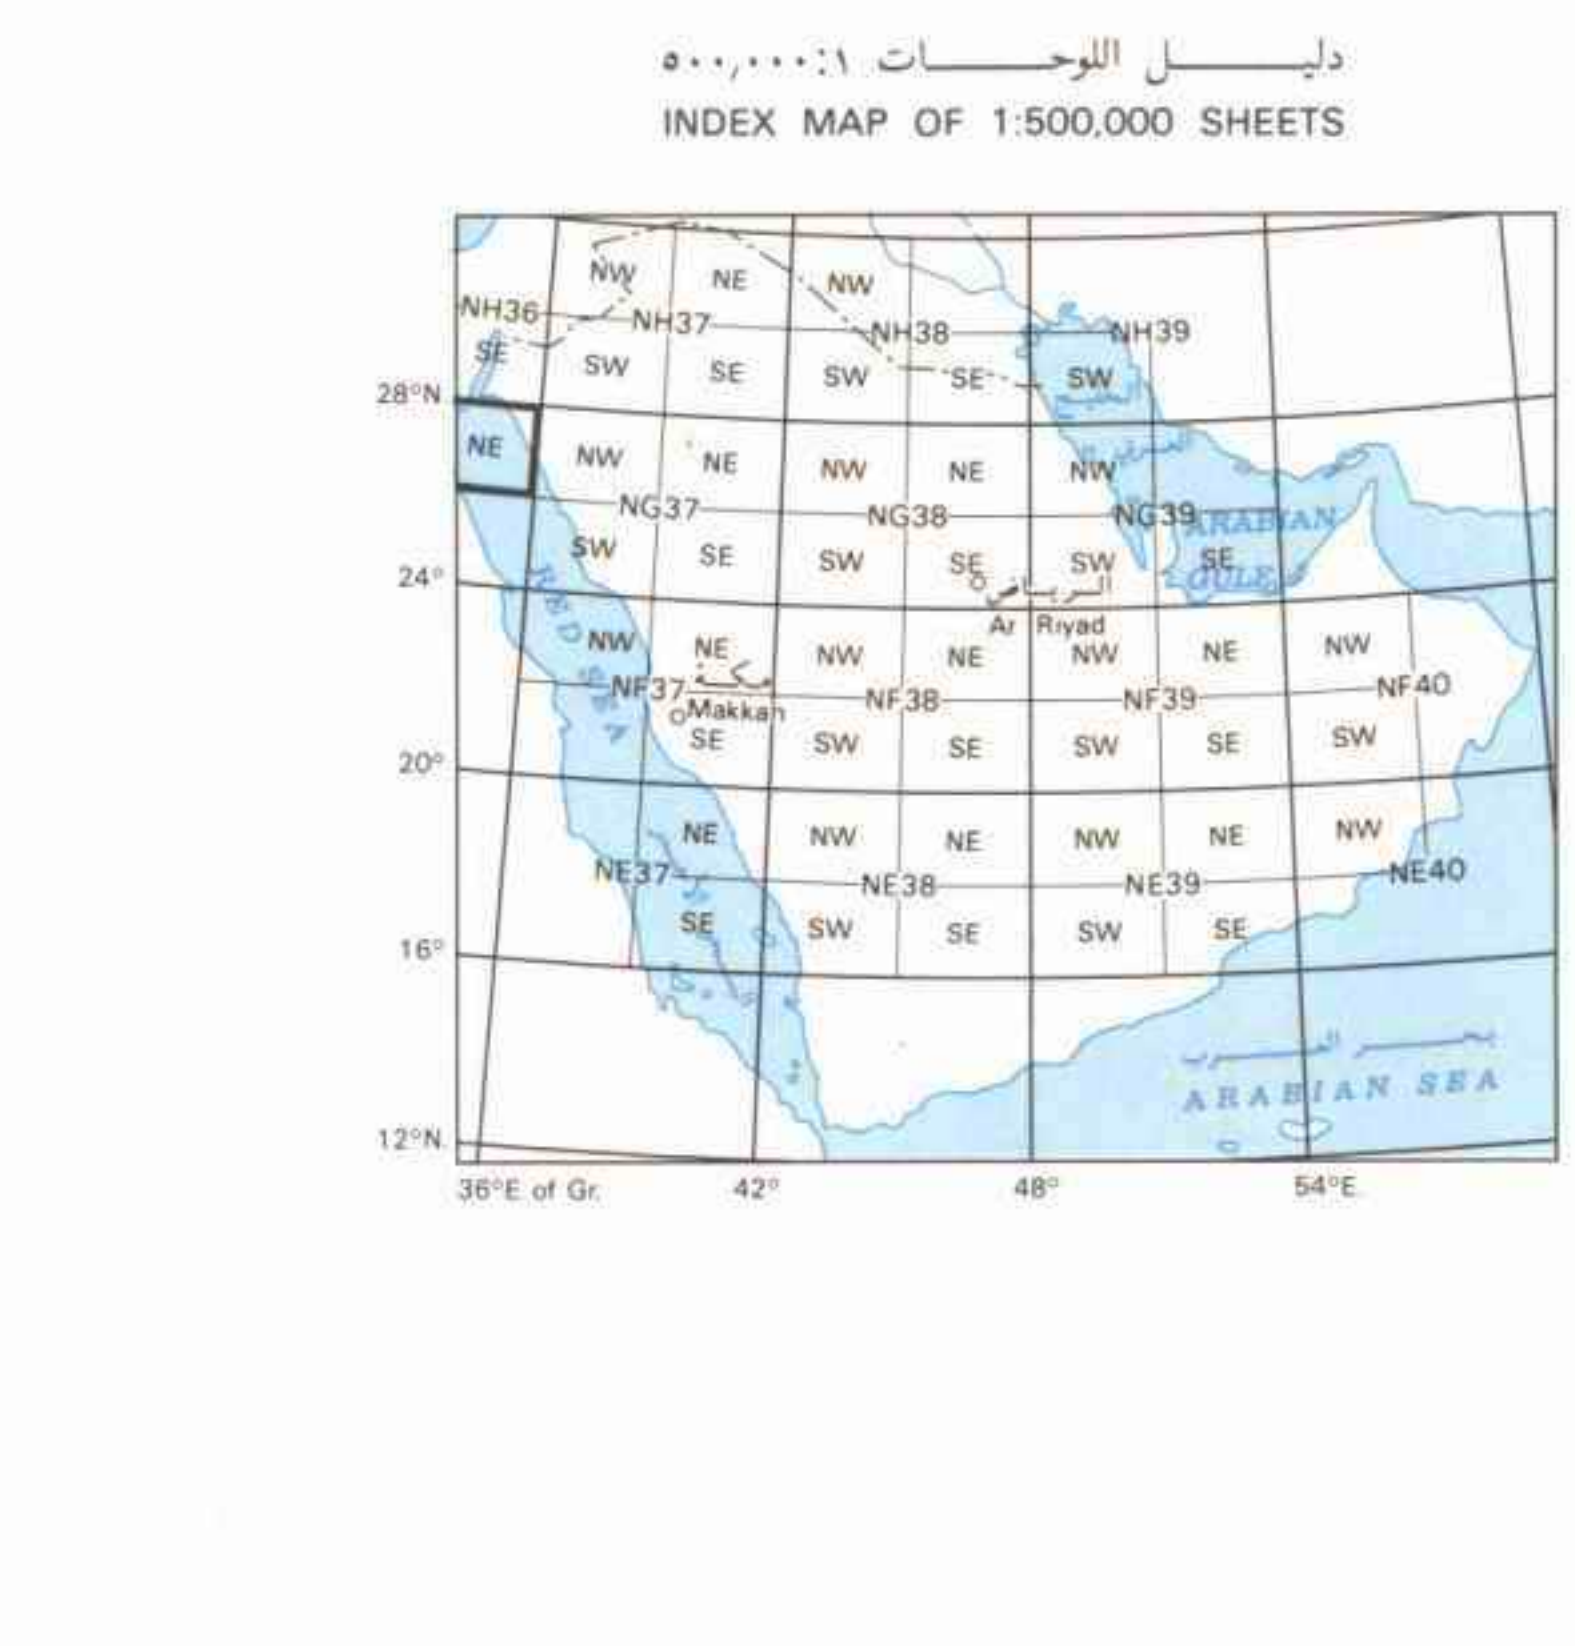 دليل اللوحات ١:٥٠٠,٠٠٠
INDEX MAP OF 1:500,000 SHEETS
NW NE NW
NH36 NH37 NH38 NH39
SE SW SE SW SE SW
28°N
NE NW NE NW NE NW
NG37 NG38 NG39 ARABIAN
SW SE SW SE SW SE
24° GULF
الرياض
Ar Riyad
RED SEA
NW NE NW NE NW NE NW
مكة
NF37 NF38 NF39 NF40
Makkah
SE SW SE SW SE SW
20°
NE NW NE NW NE NW
NE37 NE38 NE39 NE40
SE SW SE SW SE
16°
بحر العرب
ARABIAN SEA
12°N.
36°E. of Gr. 42° 48° 54°E.